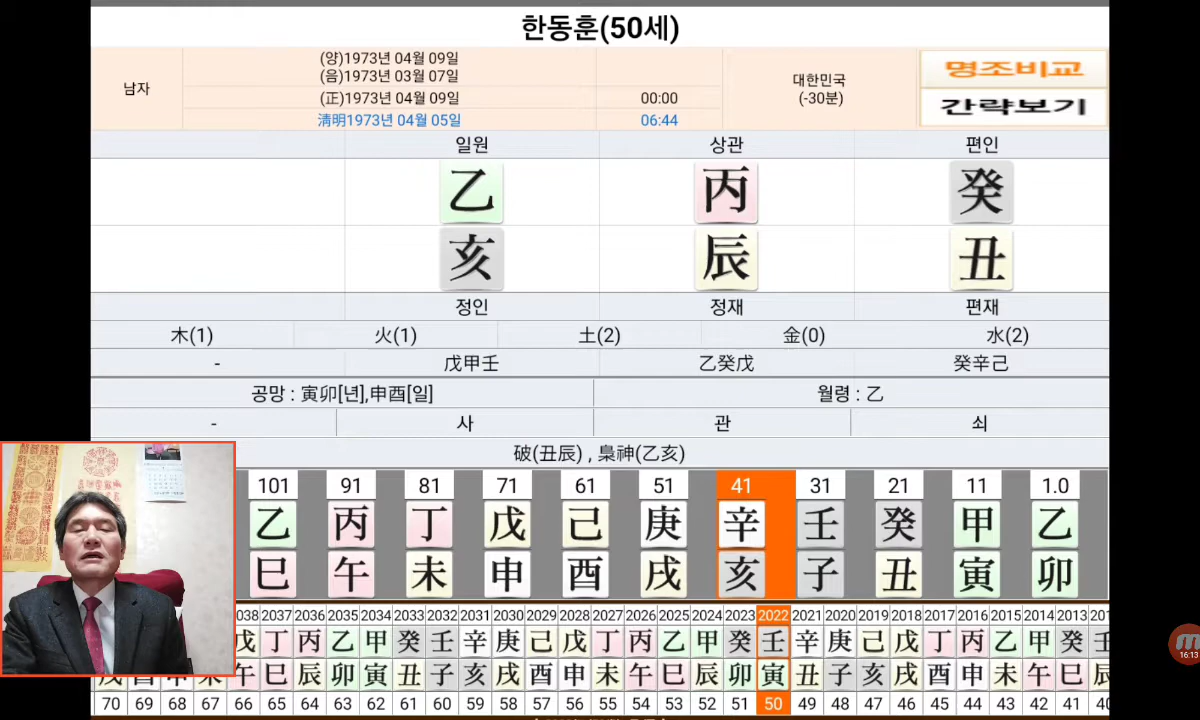 한동훈(50세)
남자
(양)1973년 04월 09일
(음)1973년 03월 07일
(正)1973년 04월 09일 00:00
淸明1973년 04월 05일 06:44
대한민국
(-30분)
명조비교
간략보기
일원 상관 편인
乙 丙 癸
亥 辰 丑
정인 정재 편재
木(1) 火(1) 土(2) 金(0) 水(2)
- 戊甲壬 乙癸戊 癸辛己
공망 : 寅卯[년],申酉[일] 월령 : 乙
- 사 관 쇠
破(丑辰) , 梟神(乙亥)
101 91 81 71 61 51 41 31 21 11 1.0
乙 丙 丁 戊 己 庚 辛 壬 癸 甲 乙
巳 午 未 申 酉 戌 亥 子 丑 寅 卯
038 2037 2036 2035 2034 2033 2032 2031 2030 2029 2028 2027 2026 2025 2024 2023 2022 2021 2020 2019 2018 2017 2016 2015 2014 2013 201
戊 丁 丙 乙 甲 癸 壬 辛 庚 己 戊 丁 丙 乙 甲 癸 壬 辛 庚 己 戊 丁 丙 乙 甲 癸 壬
午 巳 辰 卯 寅 丑 子 亥 戌 酉 申 未 午 巳 辰 卯 寅 丑 子 亥 戌 酉 申 未 午 巳 辰
70 69 68 67 66 65 64 63 62 61 60 59 58 57 56 55 54 53 52 51 50 49 48 47 46 45 44 43 42 41 40
16:13